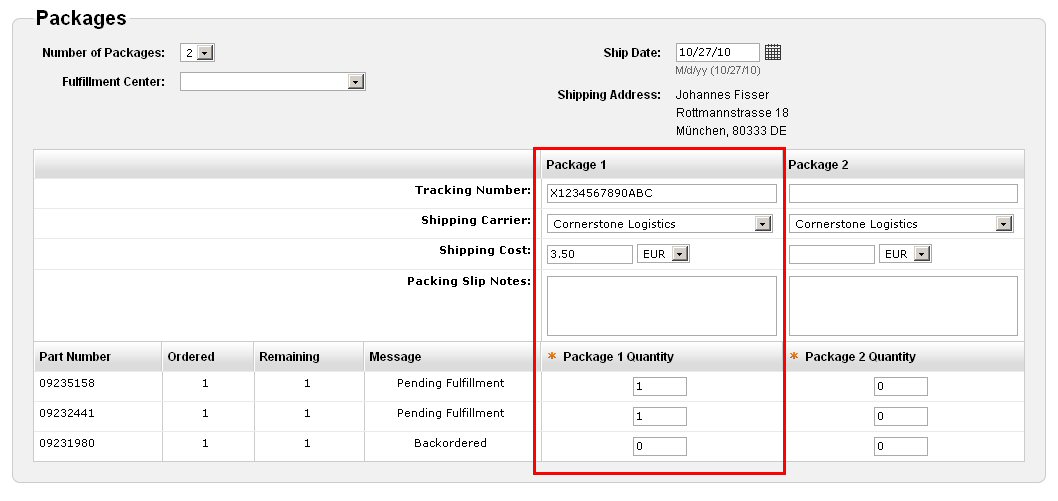 Packages
Number of Packages: 2
Ship Date: 10/27/10
M/d/yy (10/27/10)
Fulfillment Center:
Shipping Address: Johannes Fisser
Rottmannstrasse 18
München, 80333 DE
Package 1 Package 2
Tracking Number: X1234567890ABC
Shipping Carrier: Cornerstone Logistics Cornerstone Logistics
Shipping Cost: 3.50 EUR EUR
Packing Slip Notes:
Part Number Ordered Remaining Message * Package 1 Quantity * Package 2 Quantity
09235158 1 1 Pending Fulfillment 1 0
09232441 1 1 Pending Fulfillment 1 0
09231980 1 1 Backordered 0 0